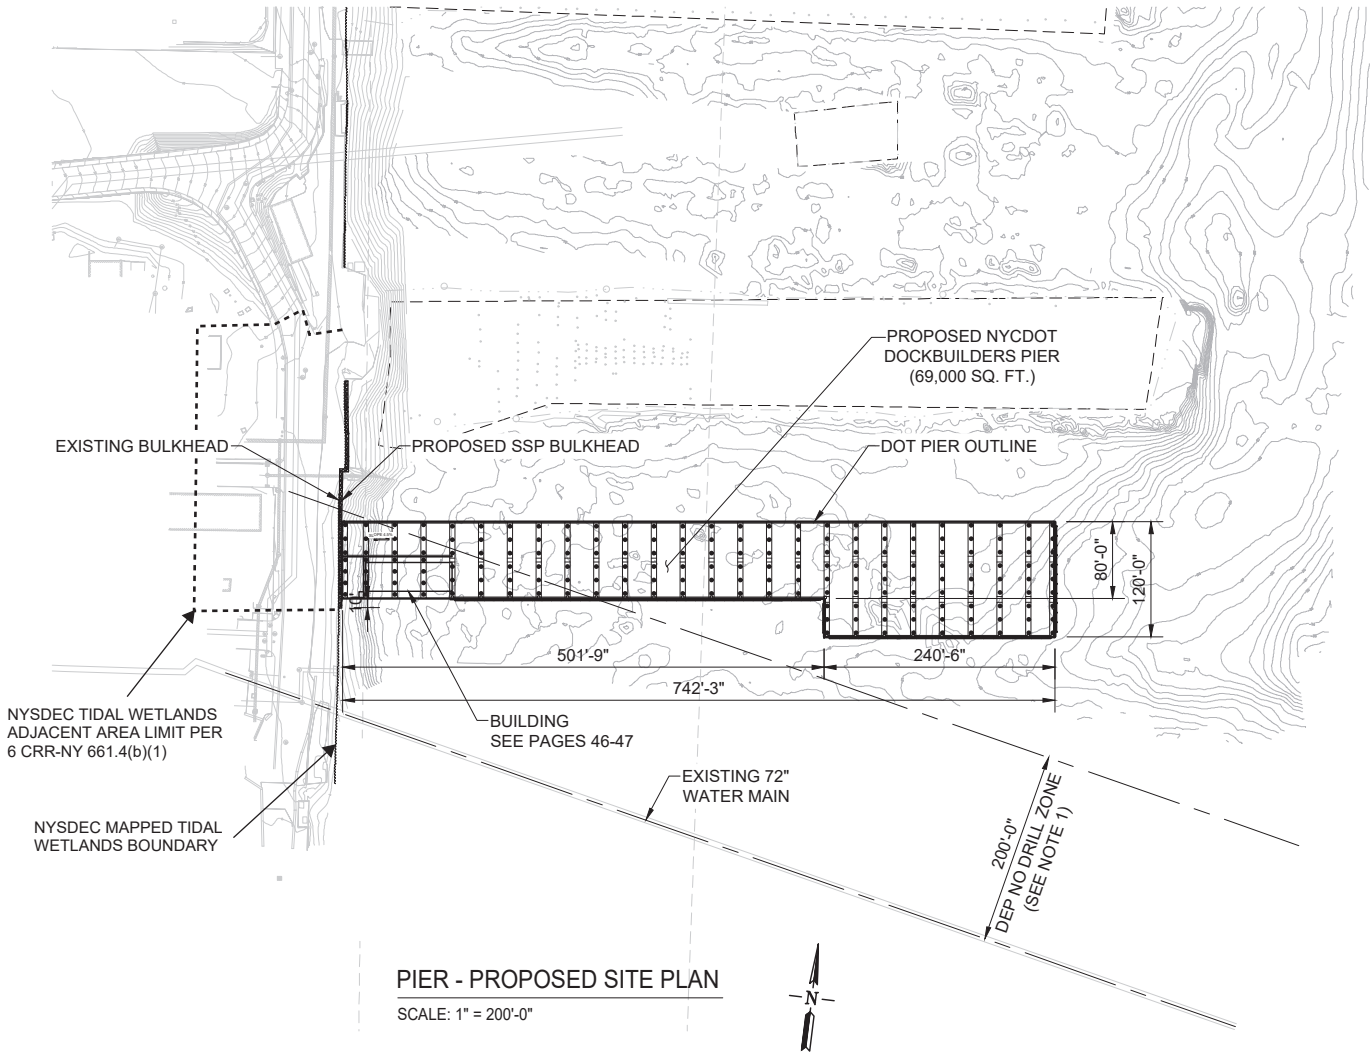 PROPOSED NYCDOT
DOCKBUILDERS PIER
(69,000 SQ. FT.)
EXISTING BULKHEAD
PROPOSED SSP BULKHEAD
DOT PIER OUTLINE
80'-0"
120'-0"
501'-9"
240'-6"
742'-3"
NYSDEC TIDAL WETLANDS
ADJACENT AREA LIMIT PER
6 CRR-NY 661.4(b)(1)
BUILDING
SEE PAGES 46-47
EXISTING 72"
WATER MAIN
200'-0"
DEP NO DRILL ZONE
(SEE NOTE 1)
NYSDEC MAPPED TIDAL
WETLANDS BOUNDARY
PIER - PROPOSED SITE PLAN
SCALE: 1" = 200'-0"
N